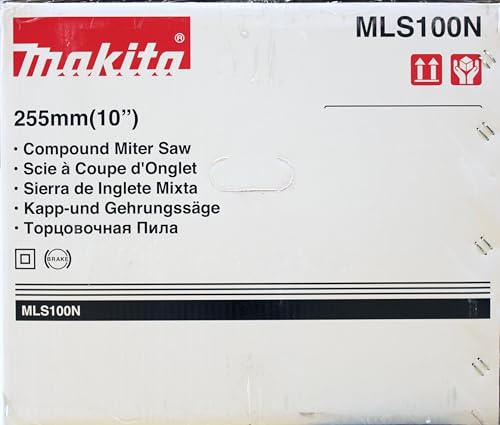 makita®
MLS100N
255mm(10”)
· Compound Miter Saw
· Scie à Coupe d'Onglet
· Sierra de Inglete Mixta
· Kapp-und Gehrungssäge
· Торцовочная Пила
BRAKE
MLS100N